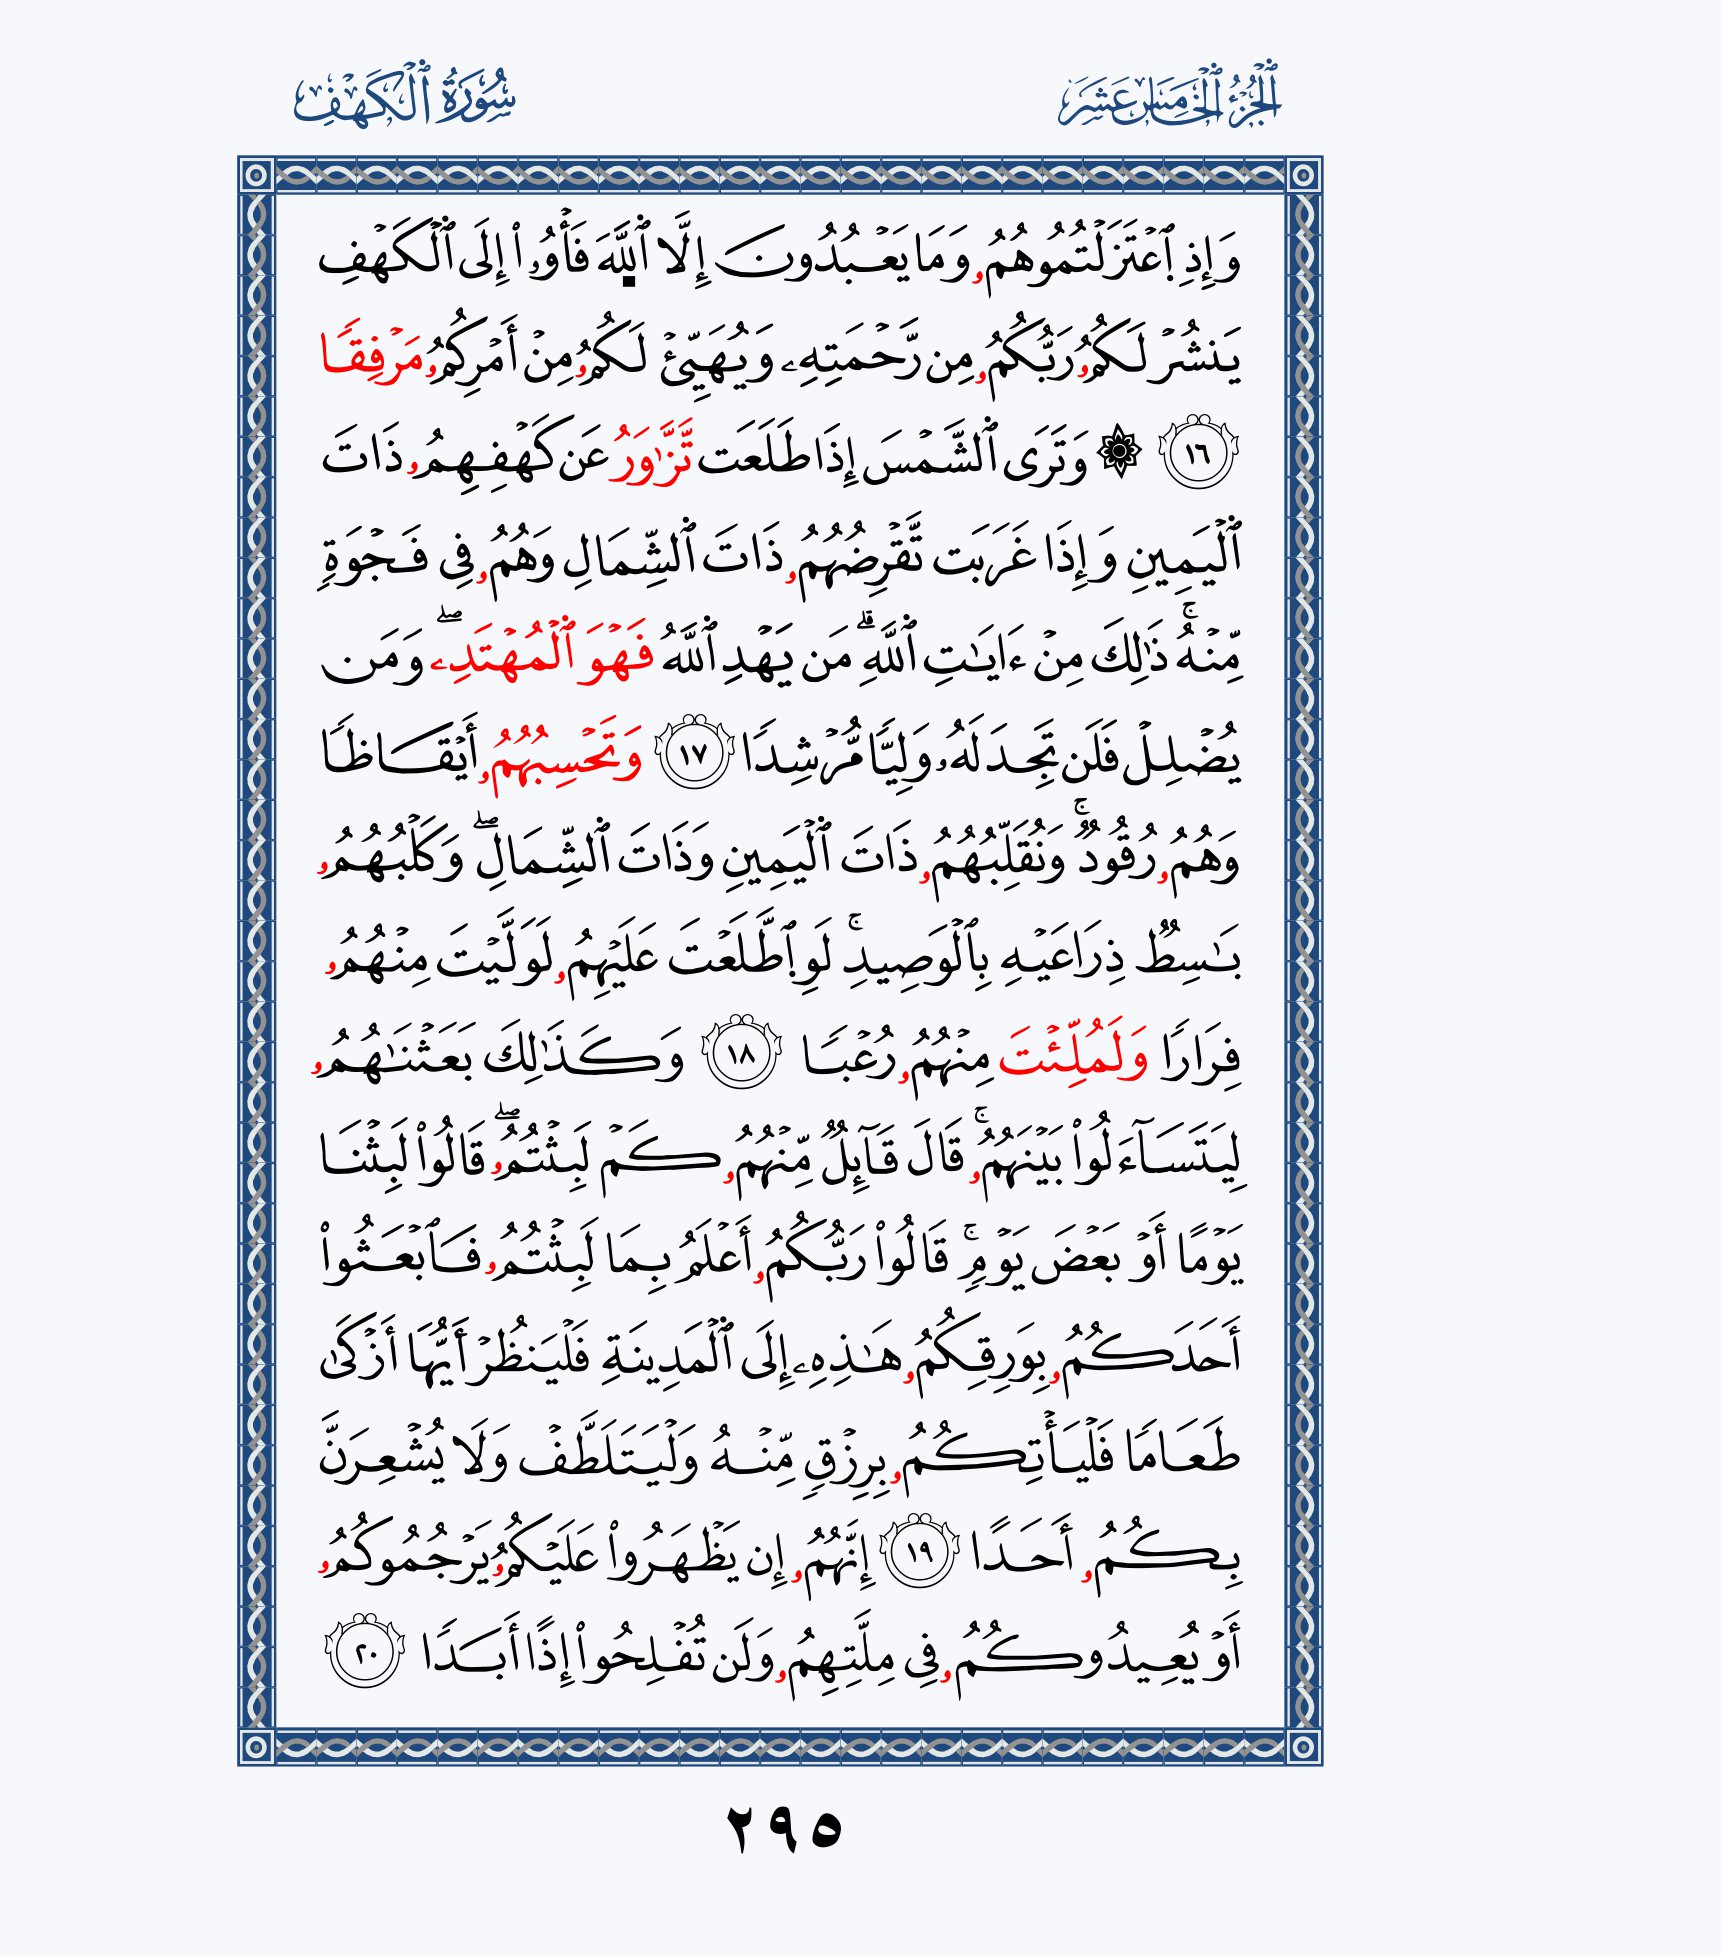 ٱلْجُزْءُ ٱلْخَامِسَ عَشَرَ
سُورَةُ ٱلْكَهْفِ
وَإِذِ ٱِعْتَزَلْتُمُوهُمُۥ وَمَا يَعْبُدُونَ إِلَّا ٱللَّهَ فَأْوُۥٓا۟ إِلَى ٱلْكَهْفِ
يَنشُرْ لَكُمُۥ رَبُّكُمُۥ مِن رَّحْمَتِهِۦ وَيُهَيِّئْ لَكُمُۥ مِنْ أَمْرِكُمُۥ مَرْفِقًا
١٦ ۞ وَتَرَى ٱلشَّمْسَ إِذَا طَلَعَت تَّزَّٰوَرُ عَن كَهْفِهِمُۥ ذَاتَ
ٱلْيَمِينِ وَإِذَا غَرَبَت تَّقْرِضُهُمُۥ ذَاتَ ٱلشِّمَالِ وَهُمُۥ فِى فَجْوَةٍ
مِّنْهُ ۚ ذَٰلِكَ مِنْ ءَايَٰتِ ٱللَّهِ ۗ مَن يَهْدِ ٱللَّهُ فَهْوَ ٱلْمُهْتَدِۦ ۖ وَمَن
يُضْلِلْ فَلَن تَجِدَ لَهُۥ وَلِيًّا مُّرْشِدًا ١٧ وَتَحْسِبُهُمُۥ أَيْقَاظًا
وَهُمُۥ رُقُودٌ ۚ وَنُقَلِّبُهُمُۥ ذَاتَ ٱلْيَمِينِ وَذَاتَ ٱلشِّمَالِ ۖ وَكَلْبُهُمُۥ
بَٰسِطٌ ذِرَاعَيْهِ بِٱلْوَصِيدِ ۚ لَوِ ٱِطَّلَعْتَ عَلَيْهِمُۥ لَوَلَّيْتَ مِنْهُمُۥ
فِرَارًا وَلَمُلِّئْتَ مِنْهُمُۥ رُعْبًا ١٨ وَكَذَٰلِكَ بَعَثْنَٰهُمُۥ
لِيَتَسَآءَلُوا۟ بَيْنَهُمُۥ ۚ قَالَ قَآئِلٌ مِّنْهُمُۥ كَمْ لَبِثْتُمُۥ ۖ قَالُوا۟ لَبِثْنَا
يَوْمًا أَوْ بَعْضَ يَوْمٍ ۚ قَالُوا۟ رَبُّكُمُۥ أَعْلَمُ بِمَا لَبِثْتُمُۥ فَٱبْعَثُوا۟
أَحَدَكُمُۥ بِوَرِقِكُمُۥ هَٰذِهِۦ إِلَى ٱلْمَدِينَةِ فَلْيَنظُرْ أَيُّهَا أَزْكَىٰ
طَعَامًا فَلْيَأْتِكُمُۥ بِرِزْقٍ مِّنْهُ وَلْيَتَلَطَّفْ وَلَا يُشْعِرَنَّ
بِكُمُۥ أَحَدًا ١٩ إِنَّهُمُۥ إِن يَظْهَرُوا۟ عَلَيْكُمُۥ يَرْجُمُوكُمُۥ
أَوْ يُعِيدُوكُمُۥ فِى مِلَّتِهِمُۥ وَلَن تُفْلِحُوا۟ إِذًا أَبَدًا ٢٠
٢٩٥